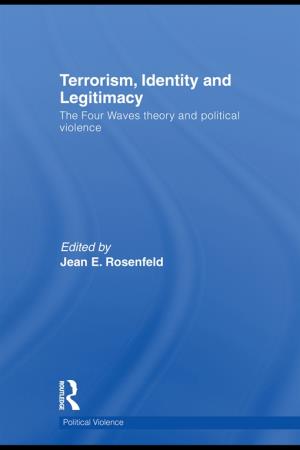 Terrorism, Identity and
Legitimacy
The Four Waves theory and political
violence
Edited by
Jean E. Rosenfeld
ROUTLEDGE
Political Violence